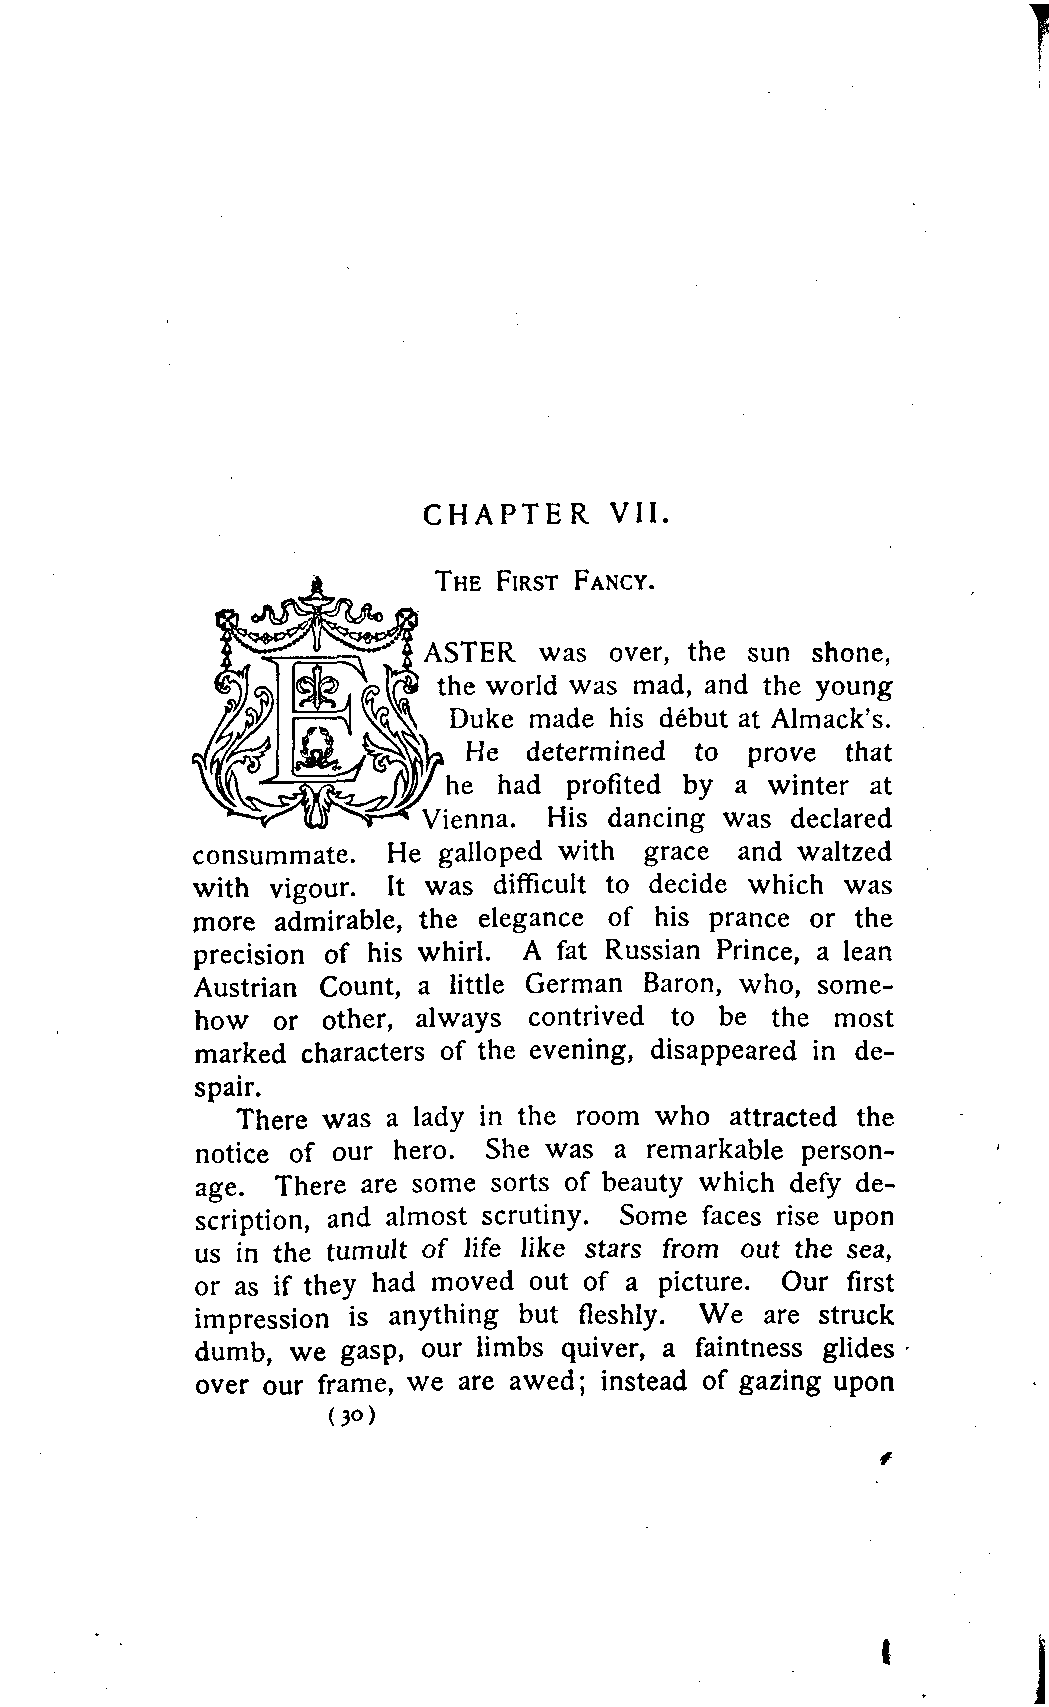 CHAPTER VII.
THE FIRST FANCY.
EASTER was over, the sun shone,
the world was mad, and the young
Duke made his début at Almack's.
He determined to prove that
he had profited by a winter at
Vienna. His dancing was declared
consummate. He galloped with grace and waltzed
with vigour. It was difficult to decide which was
more admirable, the elegance of his prance or the
precision of his whirl. A fat Russian Prince, a lean
Austrian Count, a little German Baron, who, some-
how or other, always contrived to be the most
marked characters of the evening, disappeared in de-
spair.
There was a lady in the room who attracted the
notice of our hero. She was a remarkable person-
age. There are some sorts of beauty which defy de-
scription, and almost scrutiny. Some faces rise upon
us in the tumult of life like stars from out the sea,
or as if they had moved out of a picture. Our first
impression is anything but fleshly. We are struck
dumb, we gasp, our limbs quiver, a faintness glides
over our frame, we are awed; instead of gazing upon
(30)